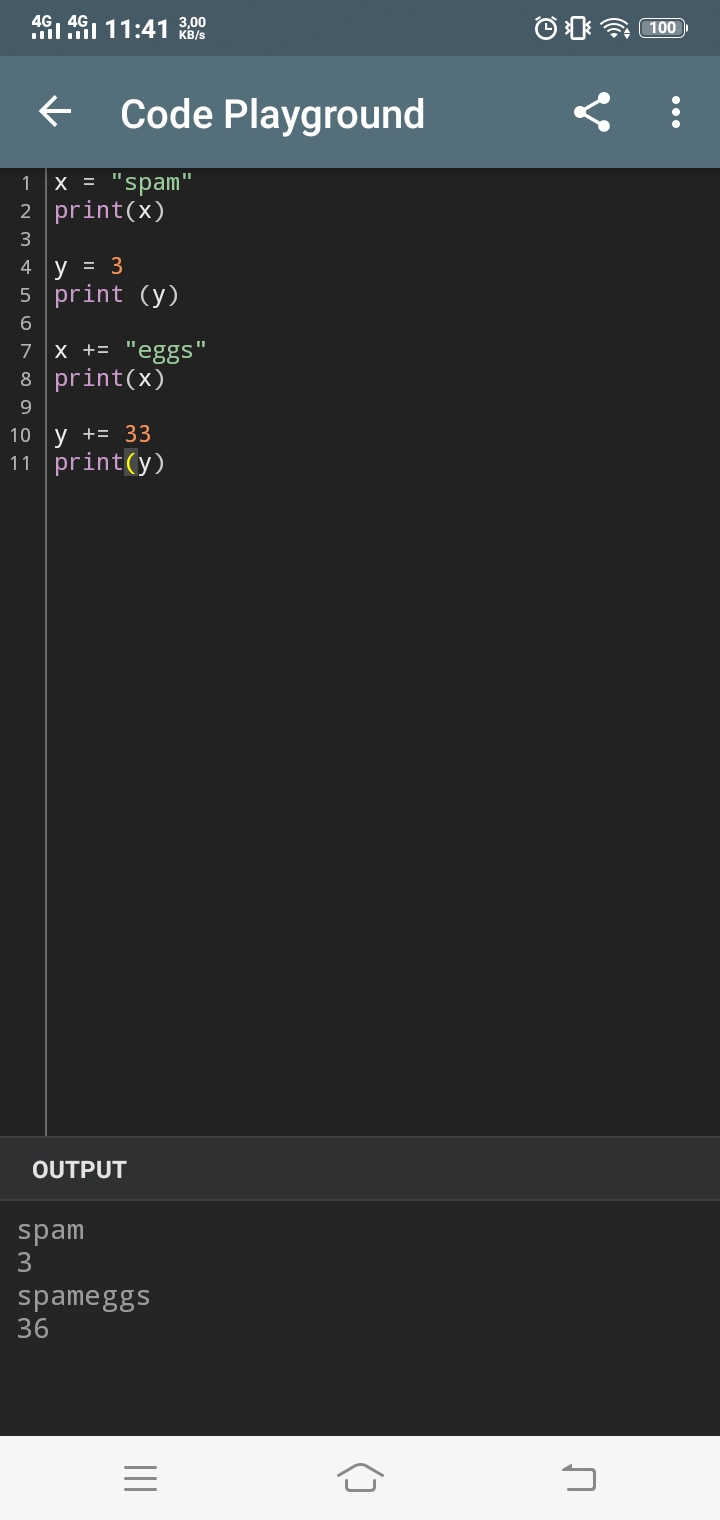 4G 4G 11:41 3,00 KB/s 100
Code Playground
1 x = "spam"
2 print(x)
3
4 y = 3
5 print (y)
6
7 x += "eggs"
8 print(x)
9
10 y += 33
11 print(y)
OUTPUT
spam
3
spameggs
36